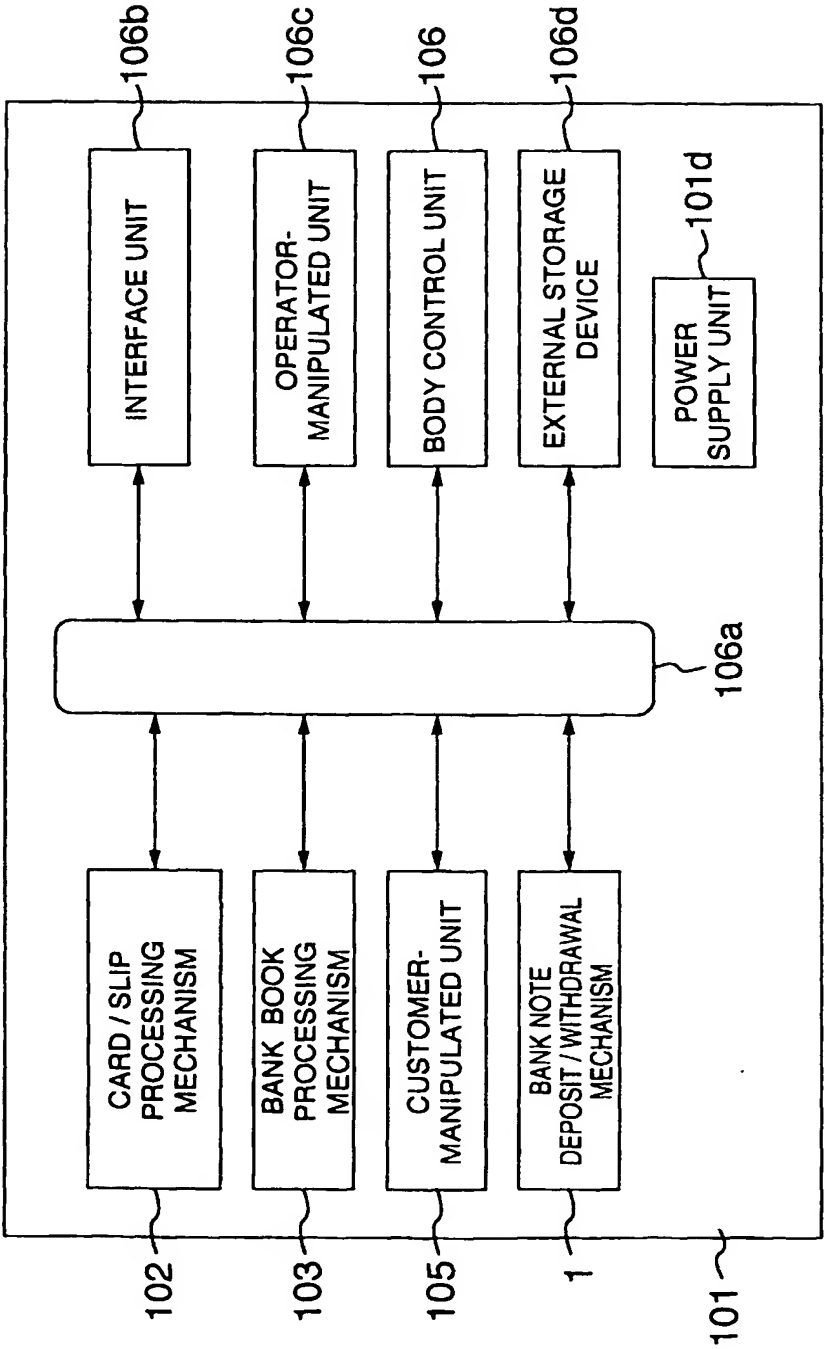 102
CARD / SLIP
PROCESSING
MECHANISM
103
BANK BOOK
PROCESSING
MECHANISM
105
CUSTOMER-
MANIPULATED UNIT
1
BANK NOTE
DEPOSIT / WITHDRAWAL
MECHANISM
101
106a
INTERFACE UNIT
106b
OPERATOR-
MANIPULATED UNIT
106c
BODY CONTROL UNIT
106
EXTERNAL STORAGE
DEVICE
106d
POWER
SUPPLY UNIT
101d